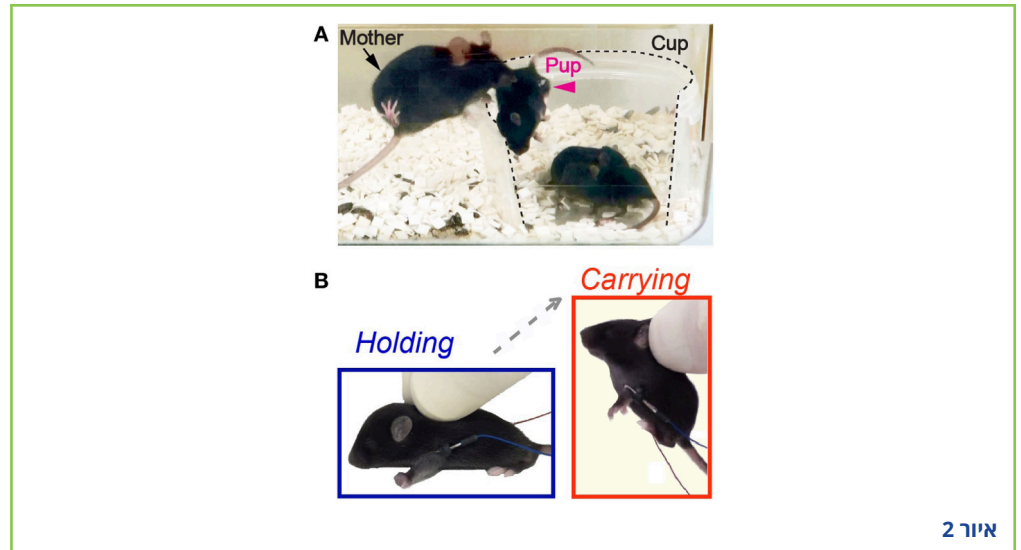 A
Mother
Cup
Pup
B
Carrying
Holding
איור 2